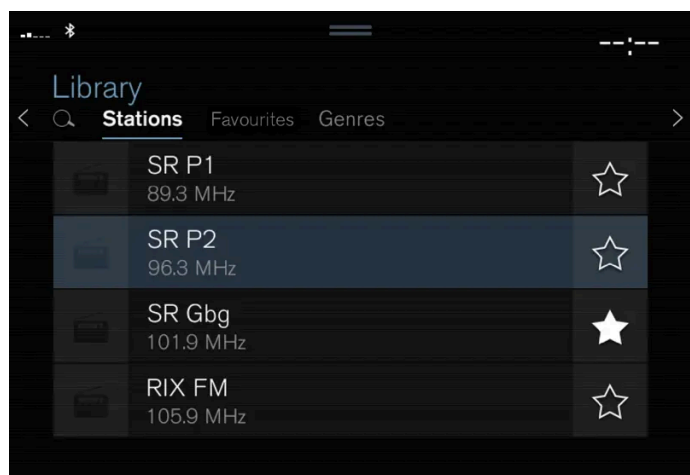 --:--
Library
Stations Favourites Genres
SR P1
89.3 MHz
SR P2
96.3 MHz
SR Gbg
101.9 MHz
RIX FM
105.9 MHz